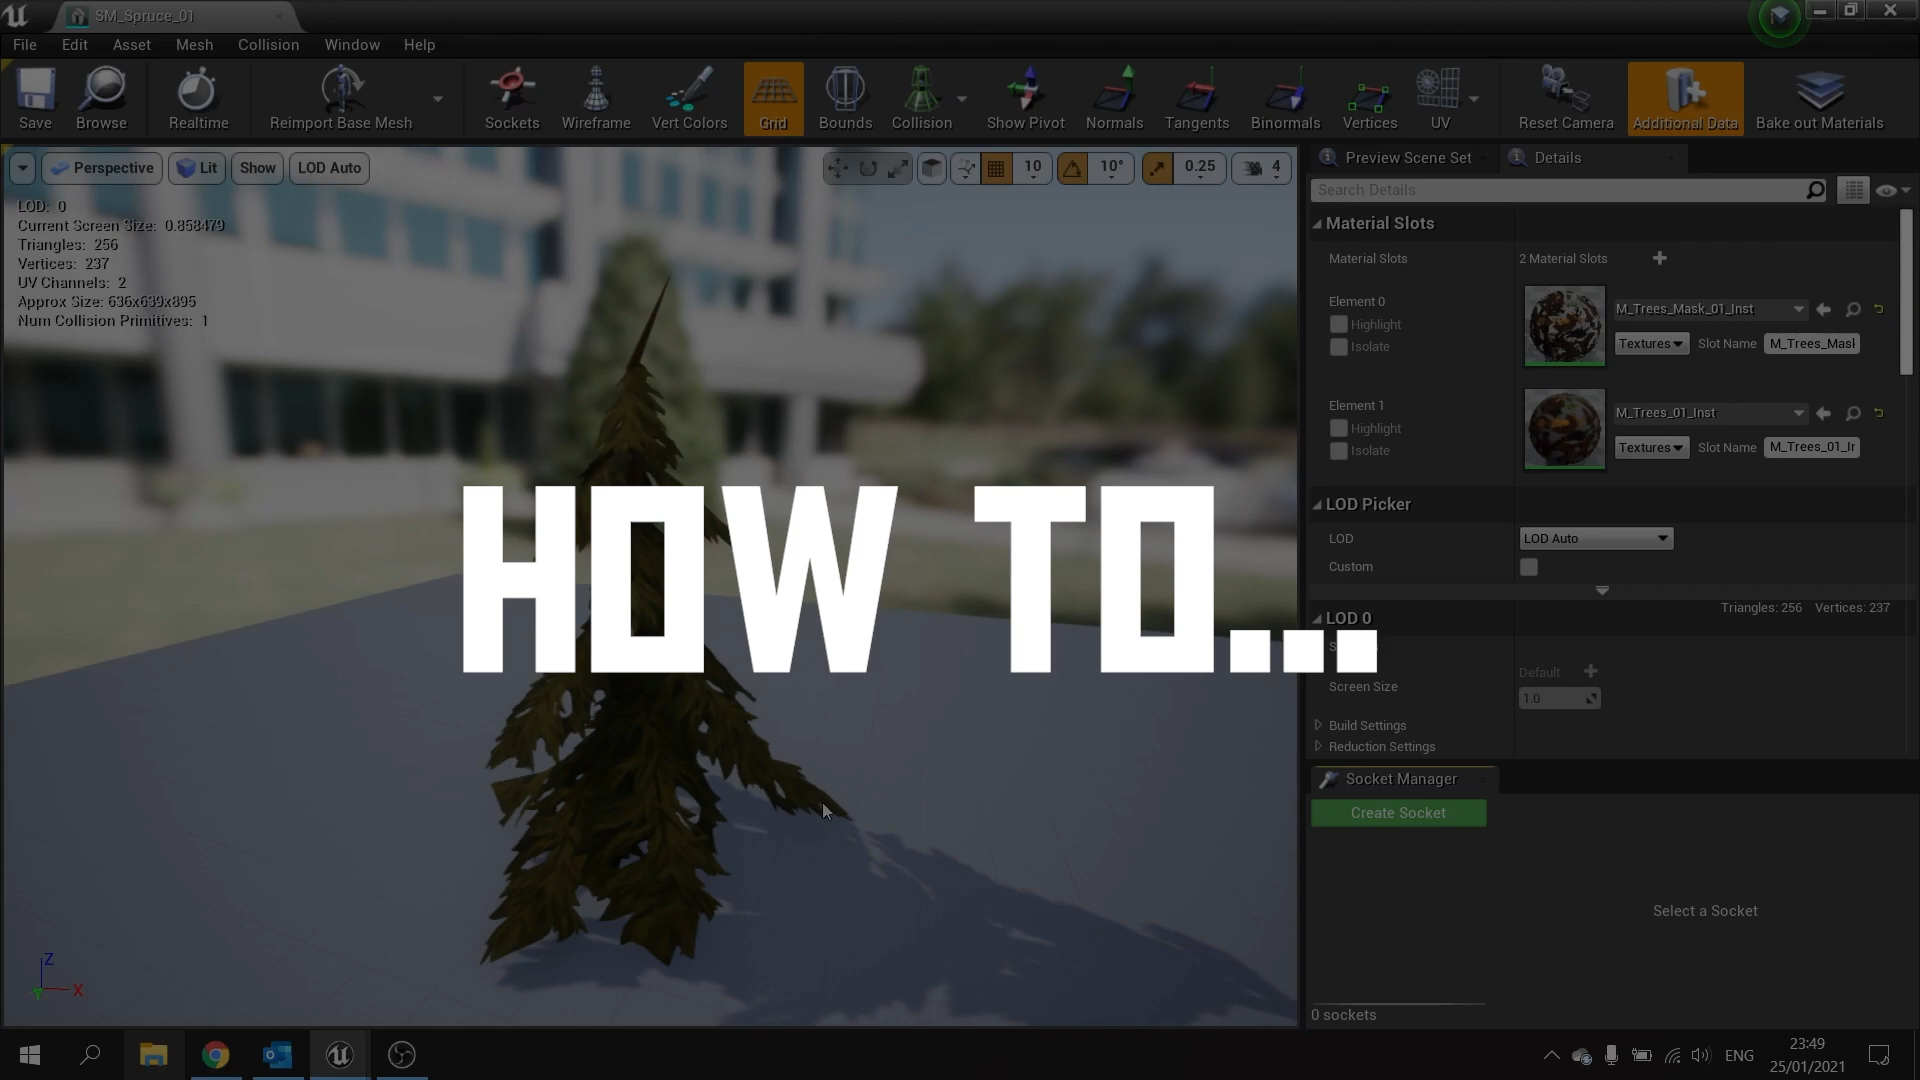 SM_Spruce_01
File Edit Asset Mesh Collision Window Help
Save Browse Realtime Reimport Base Mesh Sockets Wireframe Vert Colors Grid Bounds Collision Show Pivot Normals Tangents Binormals Vertices UV Reset Camera Additional Data Bake out Materials
Perspective Lit Show LOD Auto 10 10° 0.25 4
LOD: 0
Current Screen Size: 0.858479
Triangles: 256
Vertices: 237
UV Channels: 2
Approx Size: 636x639x895
Num Collision Primitives: 1
HOW TO...
Z
Y X
Preview Scene Set Details
Search Details
Material Slots
Material Slots 2 Material Slots
Element 0 M_Trees_Mask_01_Inst
Highlight
Isolate Textures Slot Name M_Trees_Mask
Element 1 M_Trees_01_Inst
Highlight
Isolate Textures Slot Name M_Trees_01_Ir
LOD Picker
LOD LOD Auto
Custom
Triangles: 256 Vertices: 237
LOD 0
Default
Screen Size 1.0
Build Settings
Reduction Settings
Socket Manager
Create Socket
Select a Socket
0 sockets
ENG 23:49
25/01/2021